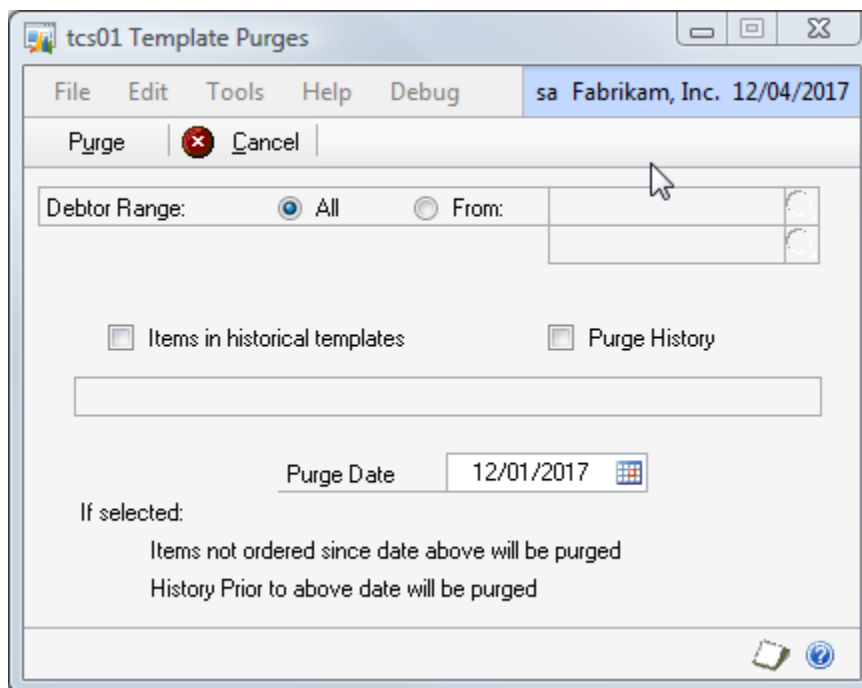 tcs01 Template Purges
File Edit Tools Help Debug sa Fabrikam, Inc. 12/04/2017
Purge Cancel
Debtor Range: All From:
Items in historical templates Purge History
Purge Date 12/01/2017
If selected:
Items not ordered since date above will be purged
History Prior to above date will be purged